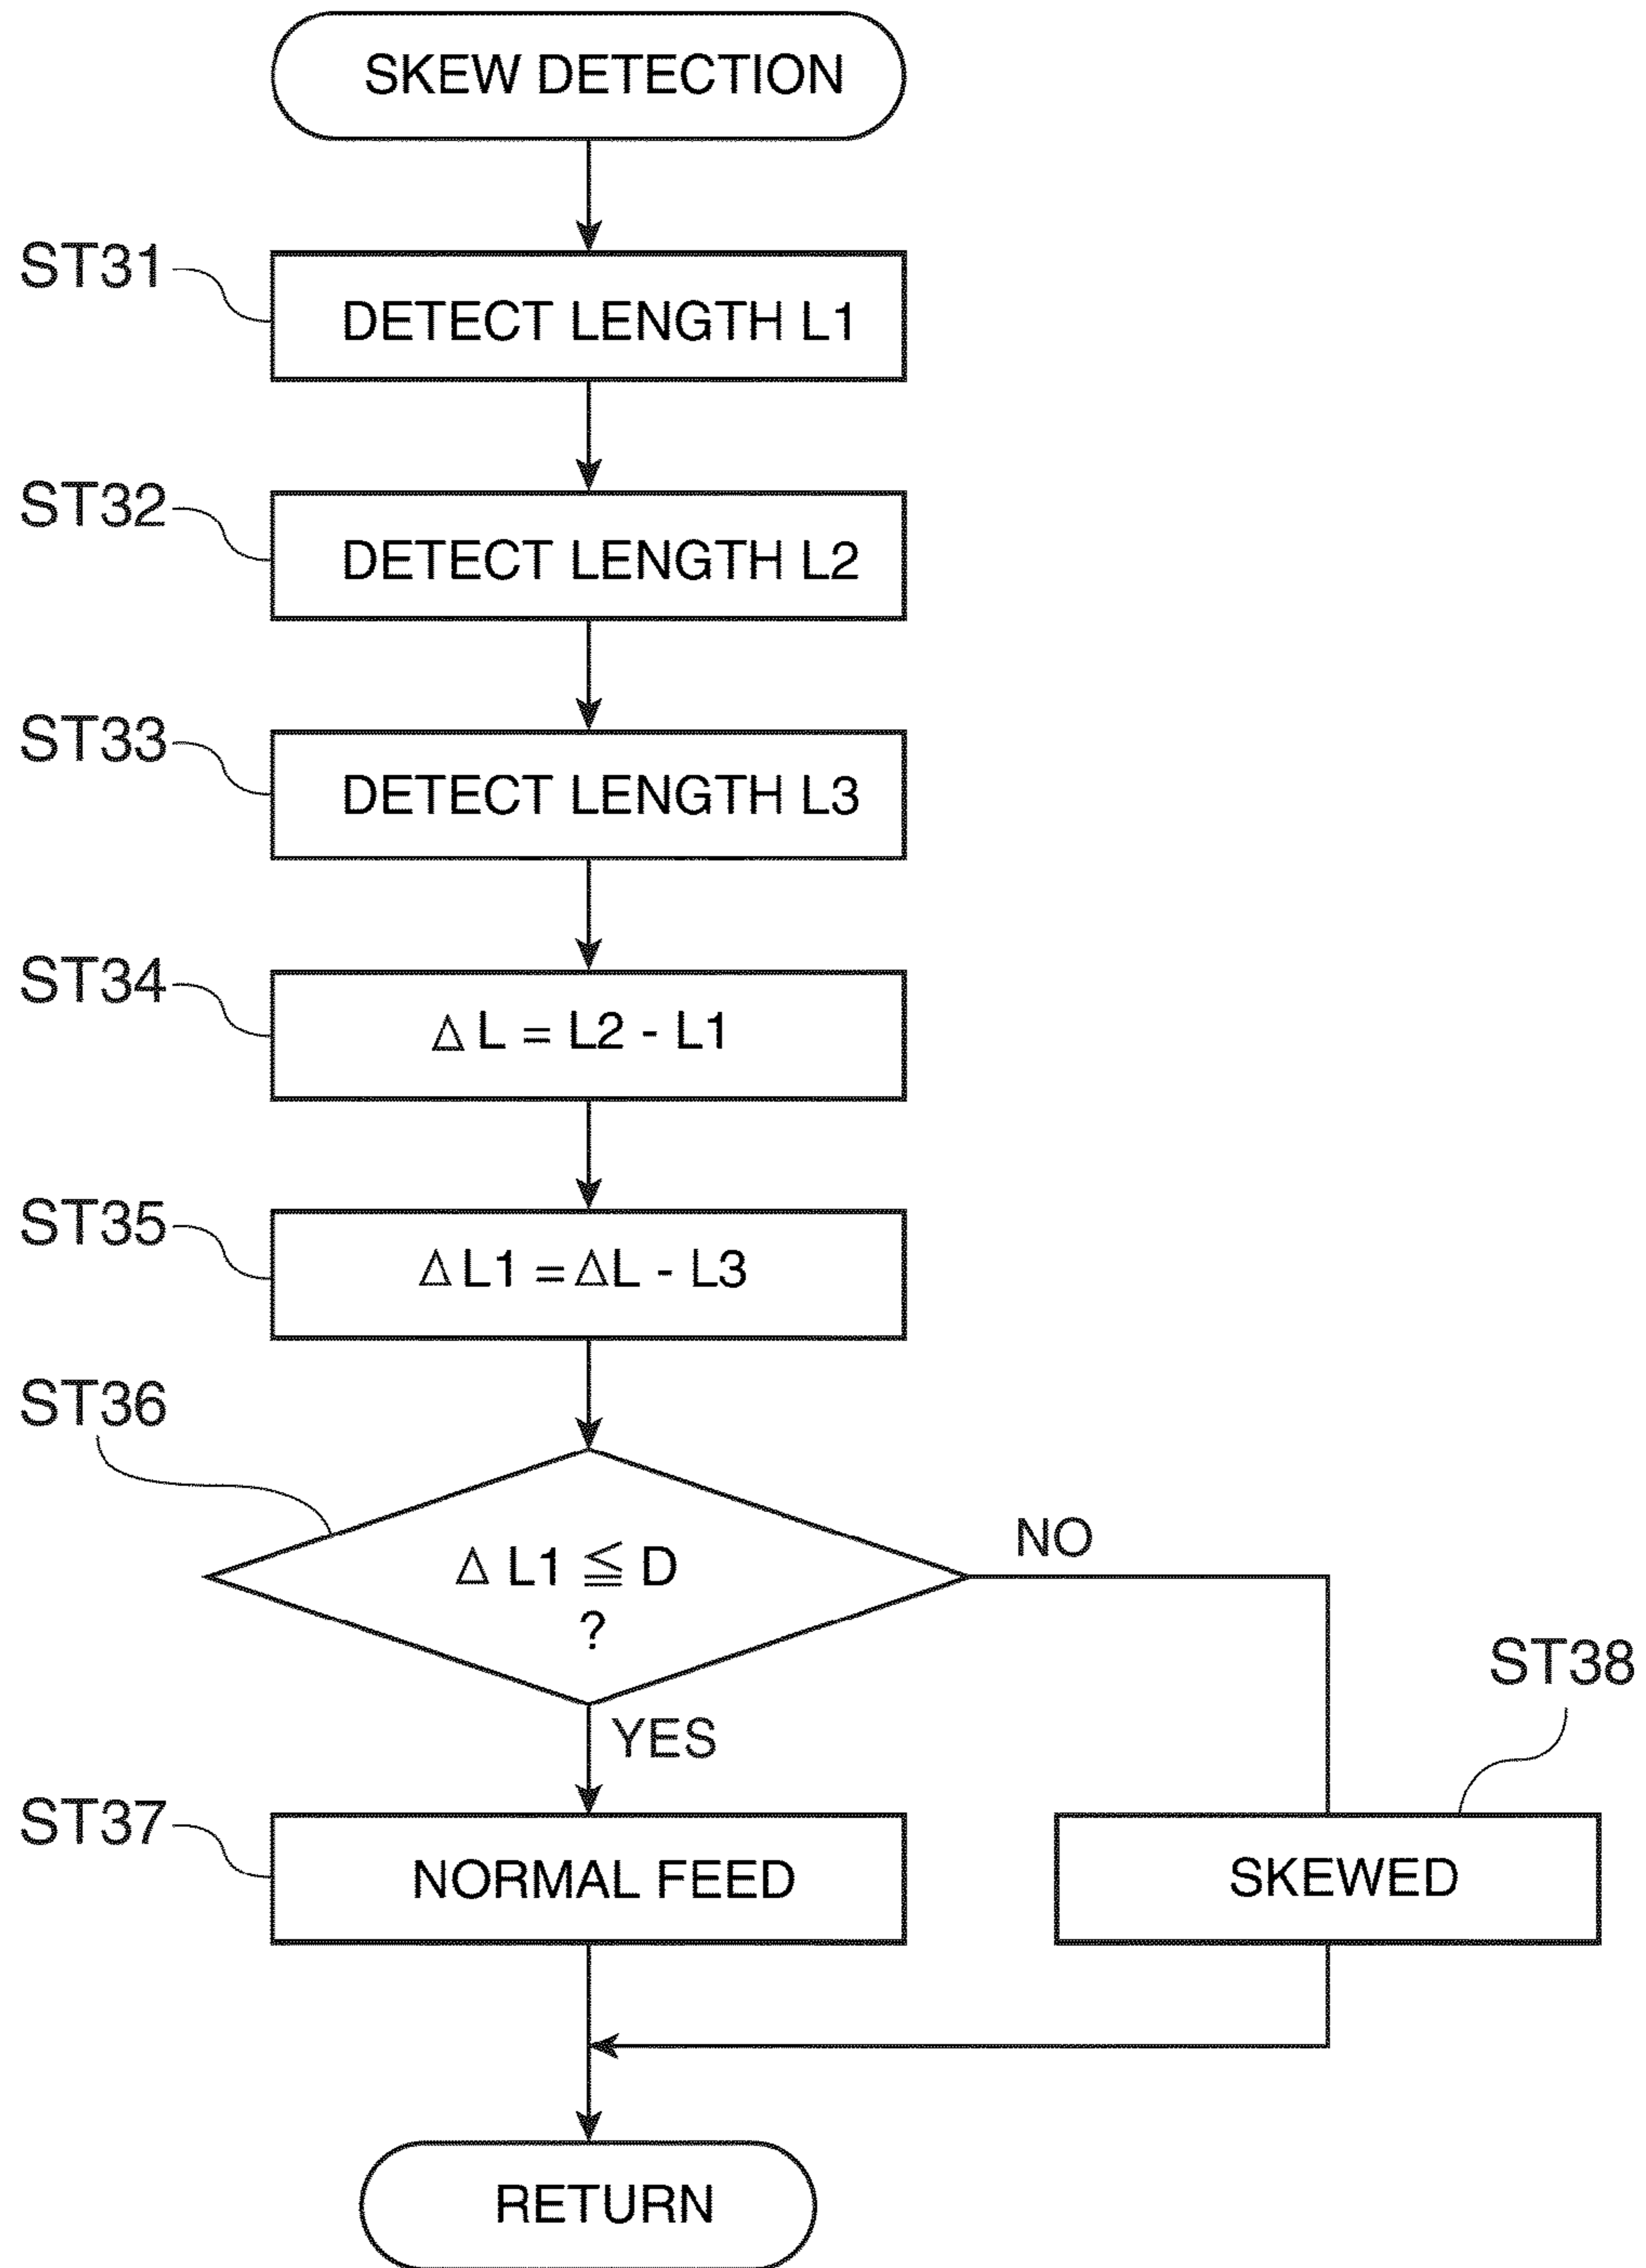 SKEW DETECTION
ST31
DETECT LENGTH L1
ST32
DETECT LENGTH L2
ST33
DETECT LENGTH L3
ST34
Δ L = L2 - L1
ST35
Δ L1 = ΔL - L3
ST36
Δ L1 ≦ D
?
NO
YES
ST37
NORMAL FEED
ST38
SKEWED
RETURN